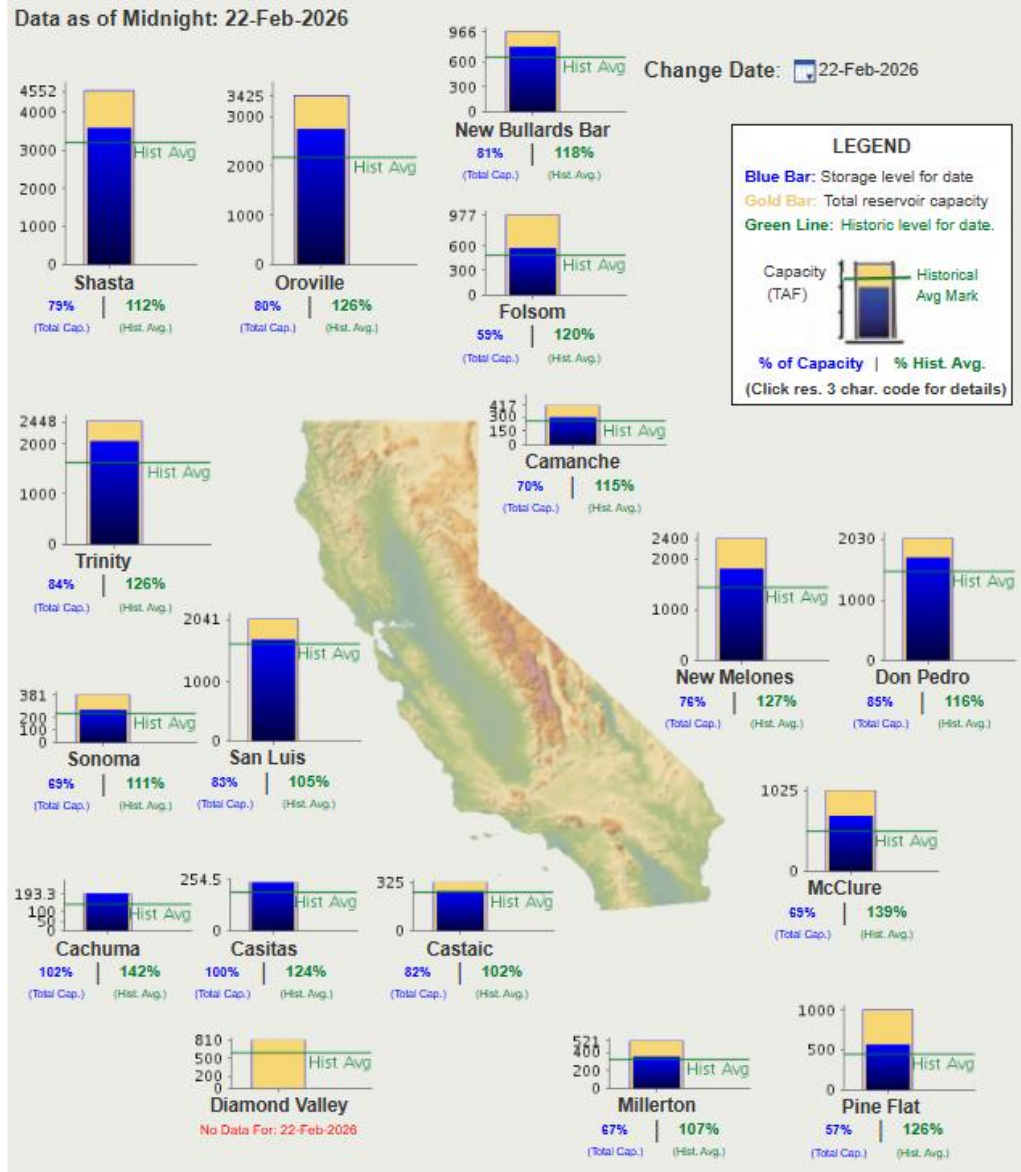 Data as of Midnight: 22-Feb-2026
Change Date: 22-Feb-2026
LEGEND
Blue Bar: Storage level for date
Gold Bar: Total reservoir capacity
Green Line: Historic level for date.
Capacity
(TAF)
Historical
Avg Mark
% of Capacity | % Hist. Avg.
(Click res. 3 char. code for details)
4552
4000
3000
2000
1000
0
Hist Avg
Shasta
79% | 112%
(Total Cap.) (Hist. Avg.)
3425
3000
2000
1000
0
Hist Avg
Oroville
80% | 126%
(Total Cap.) (Hist. Avg.)
966
600
300
0
Hist Avg
New Bullards Bar
81% | 118%
(Total Cap.) (Hist. Avg.)
977
600
300
0
Hist Avg
Folsom
59% | 120%
(Total Cap.) (Hist. Avg.)
417
300
150
0
Hist Avg
Camanche
70% | 115%
(Total Cap.) (Hist. Avg.)
2448
2000
1000
0
Hist Avg
Trinity
84% | 126%
(Total Cap.) (Hist. Avg.)
2400
2000
1000
0
Hist Avg
New Melones
76% | 127%
(Total Cap.) (Hist. Avg.)
2030
1000
0
Hist Avg
Don Pedro
85% | 116%
(Total Cap.) (Hist. Avg.)
381
200
100
0
Hist Avg
Sonoma
69% | 111%
(Total Cap.) (Hist. Avg.)
2041
1000
0
Hist Avg
San Luis
83% | 105%
(Total Cap.) (Hist. Avg.)
1025
0
Hist Avg
McClure
69% | 139%
(Total Cap.) (Hist. Avg.)
193.3
100
50
0
Hist Avg
Cachuma
102% | 142%
(Total Cap.) (Hist. Avg.)
254.5
0
Hist Avg
Casitas
100% | 124%
(Total Cap.) (Hist. Avg.)
325
0
Hist Avg
Castaic
82% | 102%
(Total Cap.) (Hist. Avg.)
810
500
200
0
Hist Avg
Diamond Valley
No Data For: 22-Feb-2026
521
400
200
0
Hist Avg
Millerton
67% | 107%
(Total Cap.) (Hist. Avg.)
1000
500
0
Hist Avg
Pine Flat
57% | 126%
(Total Cap.) (Hist. Avg.)